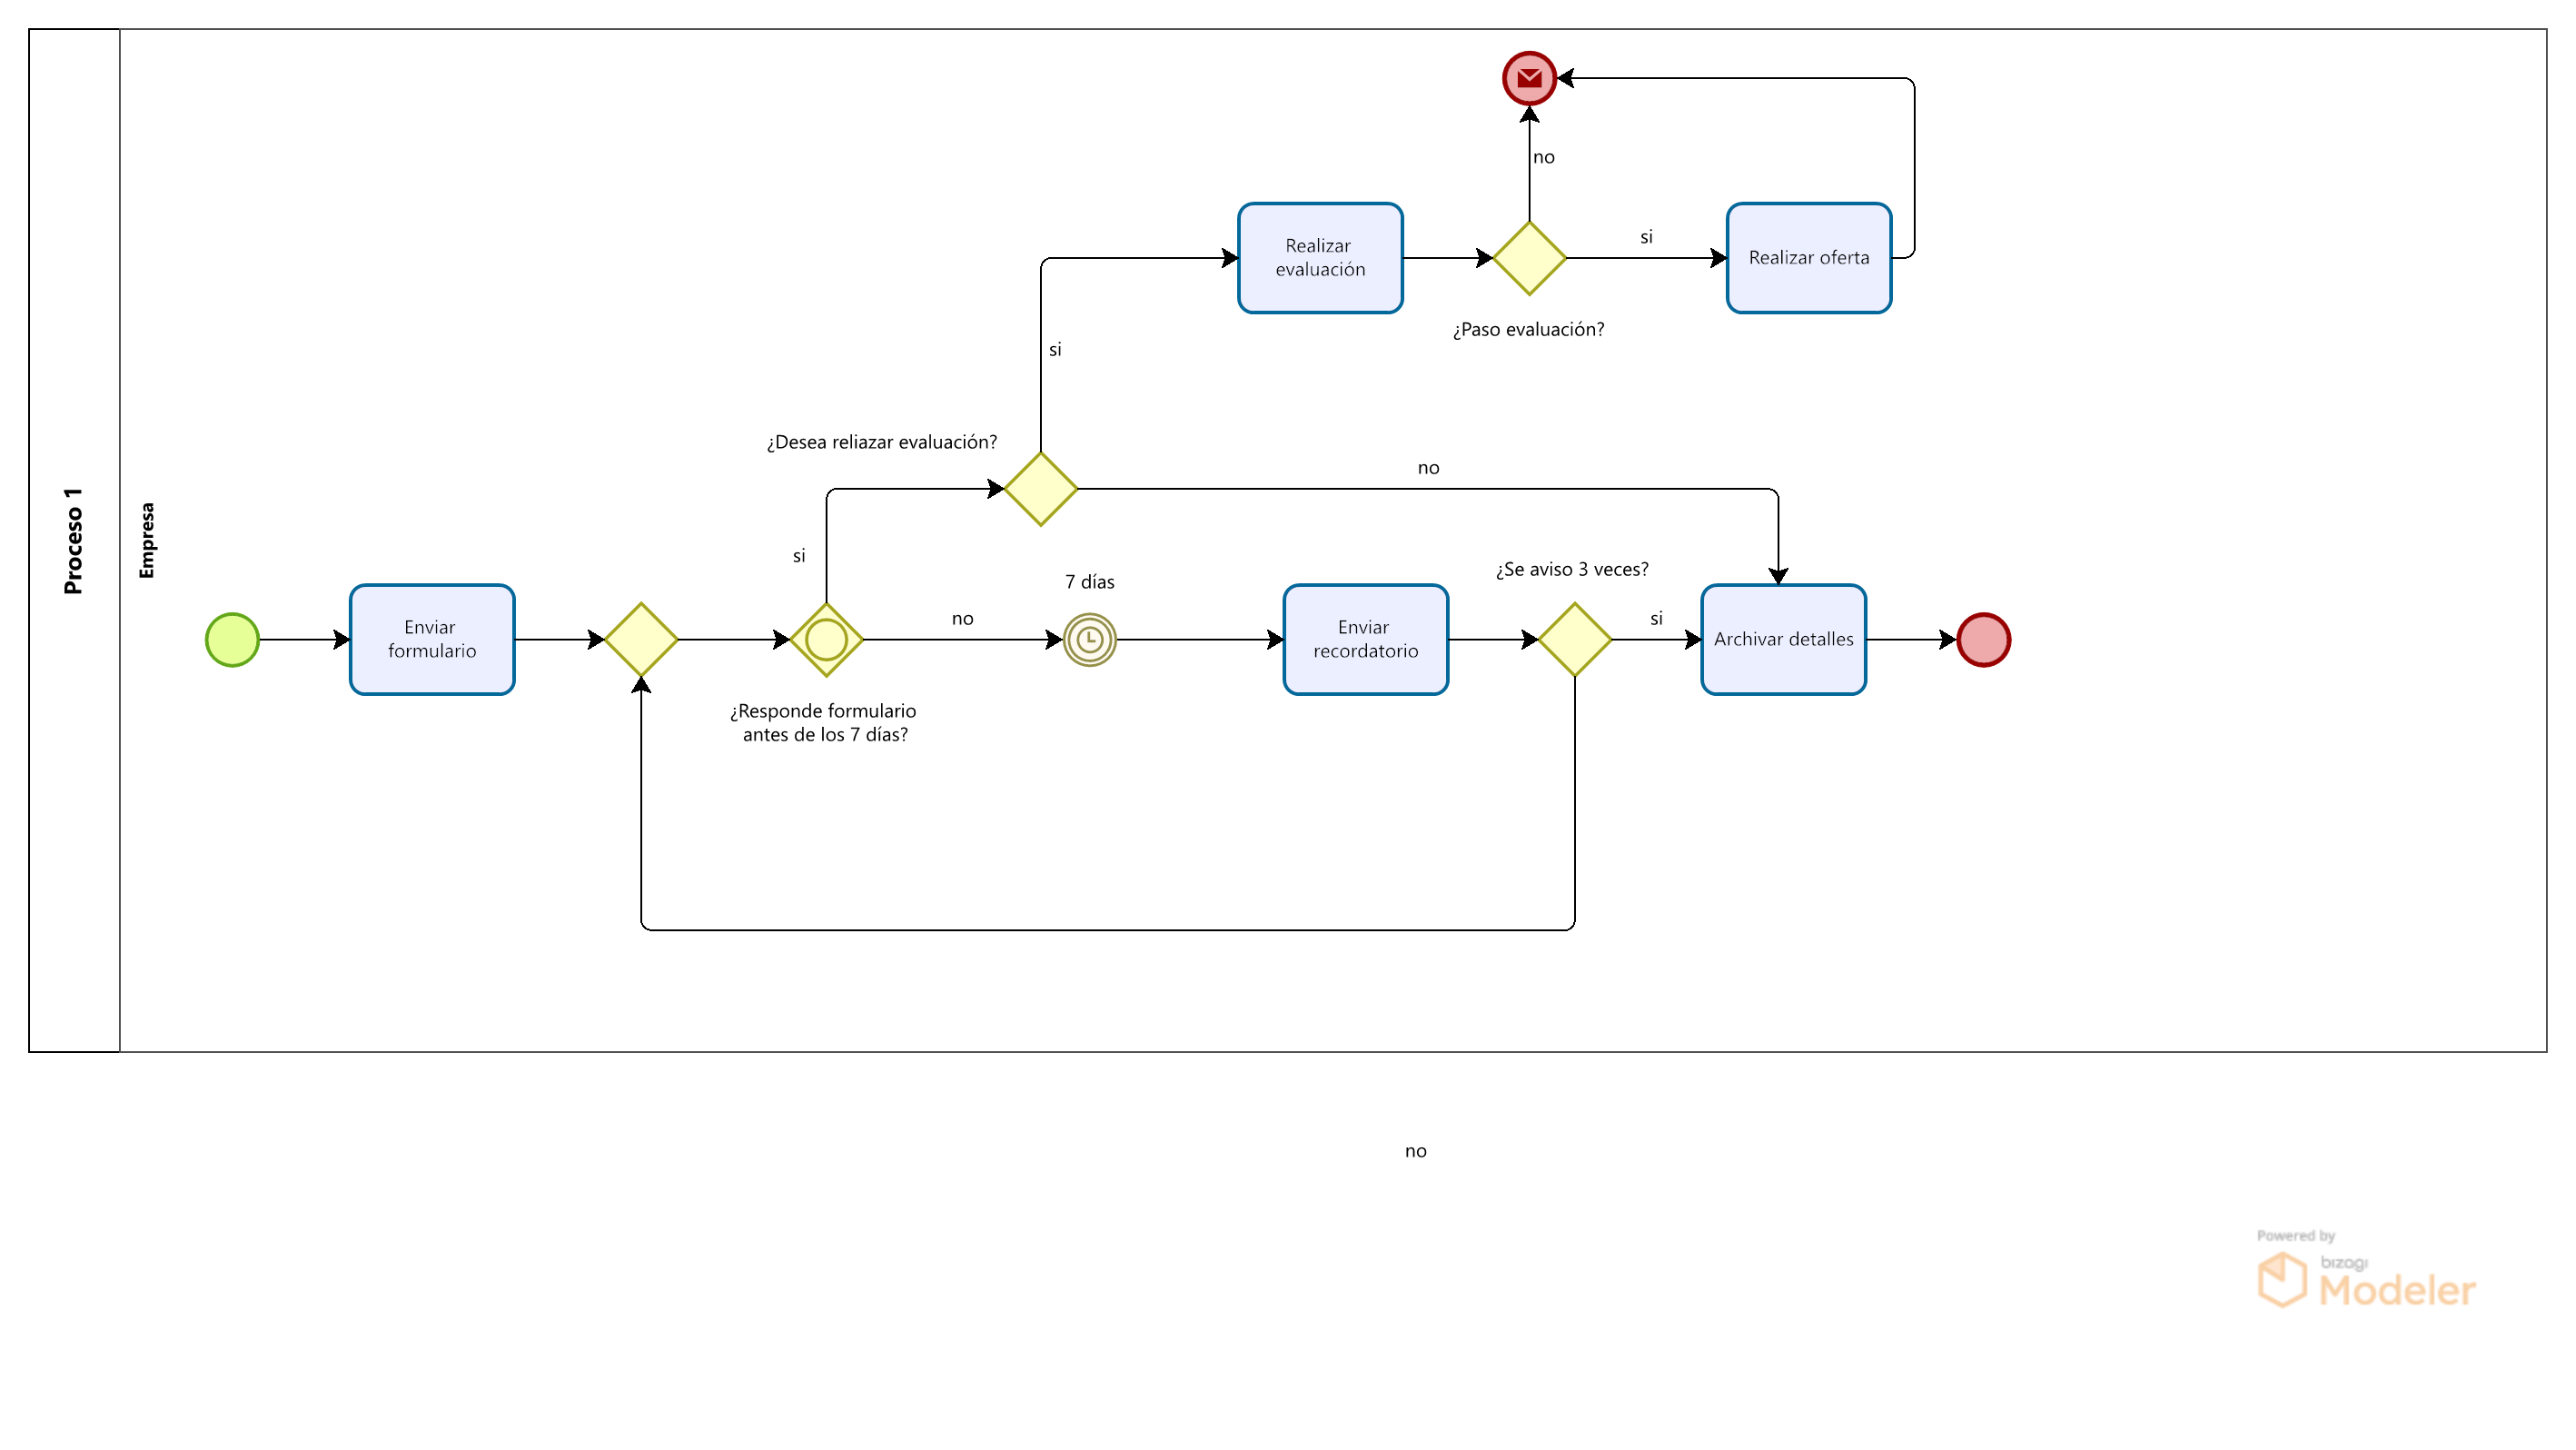 Proceso 1
Empresa
no
Realizar
evaluación
si
Realizar oferta
¿Paso evaluación?
si
¿Desea reliazar evaluación?
no
si
7 días
¿Se aviso 3 veces?
Enviar
formulario
no
Enviar
recordatorio
si
Archivar detalles
¿Responde formulario
antes de los 7 días?
no
Powered by
bizagi
Modeler